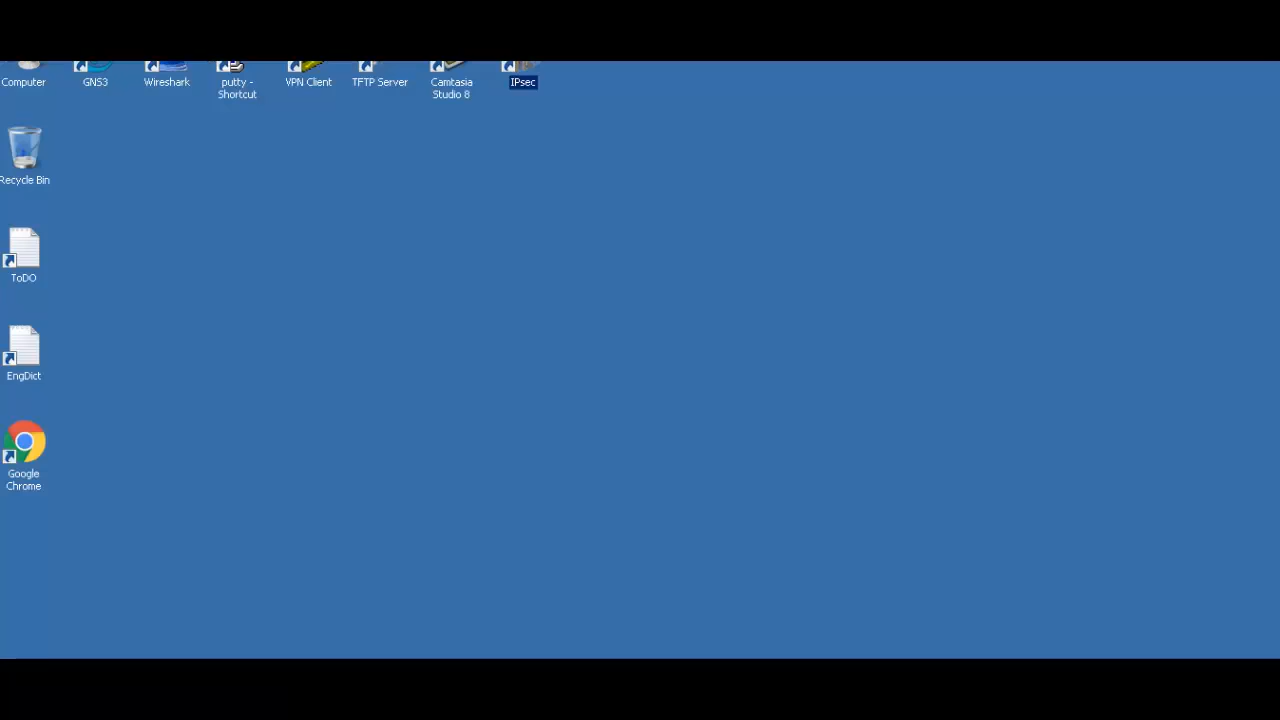 Computer
GNS3
Wireshark
putty -
Shortcut
VPN Client
TFTP Server
Camtasia
Studio 8
IPsec
Recycle Bin
ToDO
EngDict
Google
Chrome